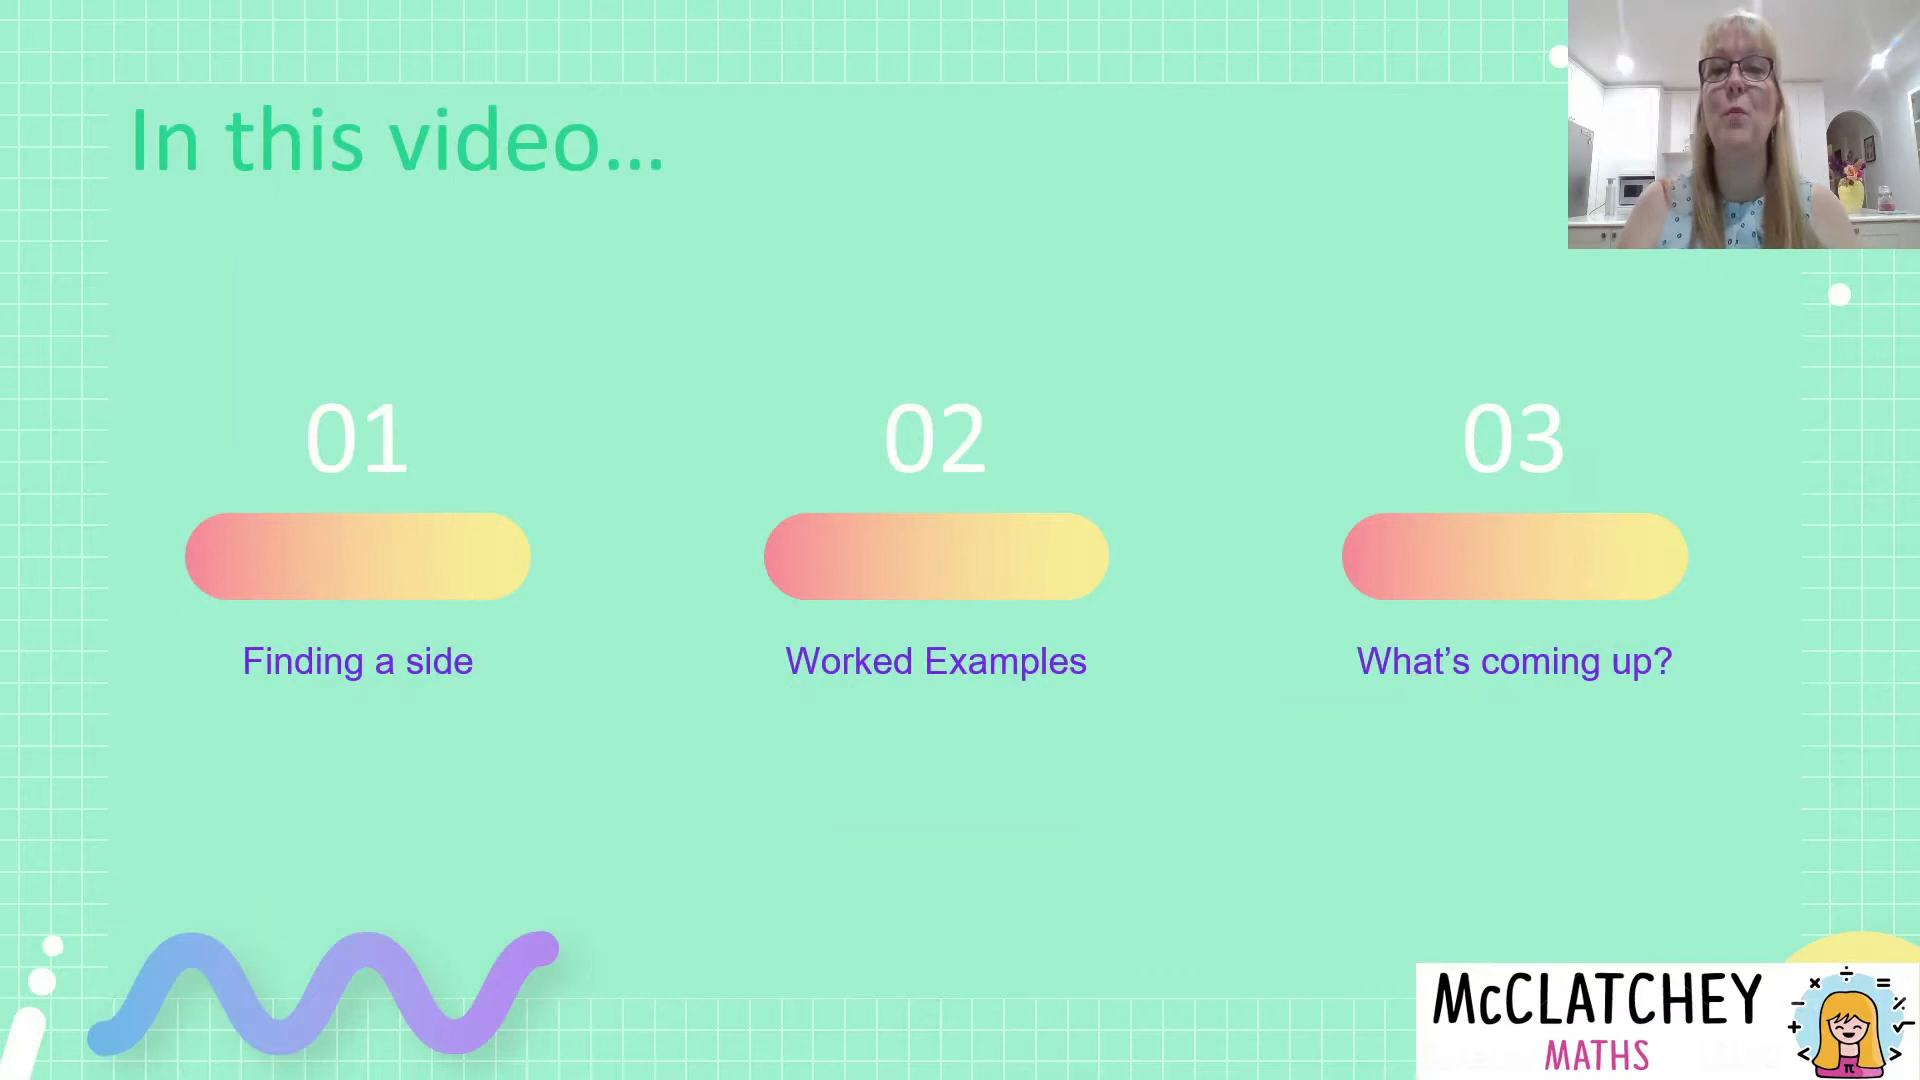 In this video...
01
02
03
Finding a side
Worked Examples
What’s coming up?
McCLATCHEY
MATHS